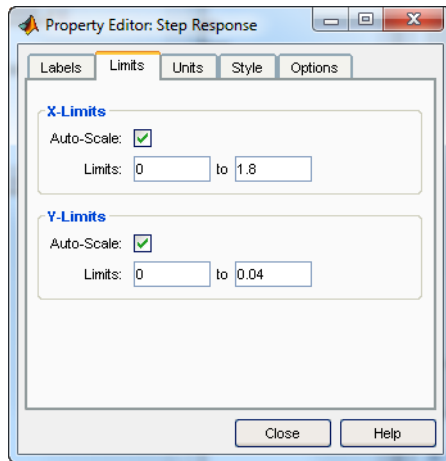 Property Editor: Step Response
Labels Limits Units Style Options
X-Limits
Auto-Scale:
Limits: 0 to 1.8
Y-Limits
Auto-Scale:
Limits: 0 to 0.04
Close Help